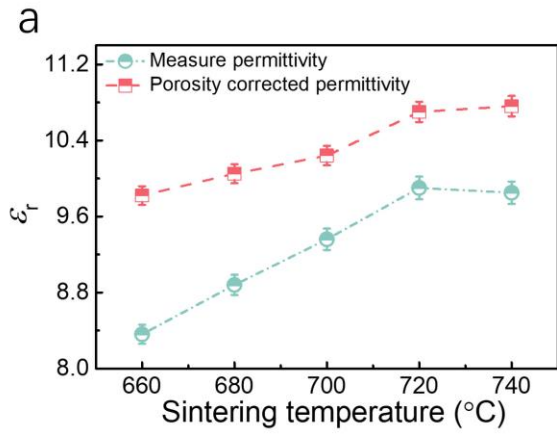 a
Measure permittivity
Porosity corrected permittivity
11.2
10.4
9.6
8.8
8.0
εr
660 680 700 720 740
Sintering temperature (°C)